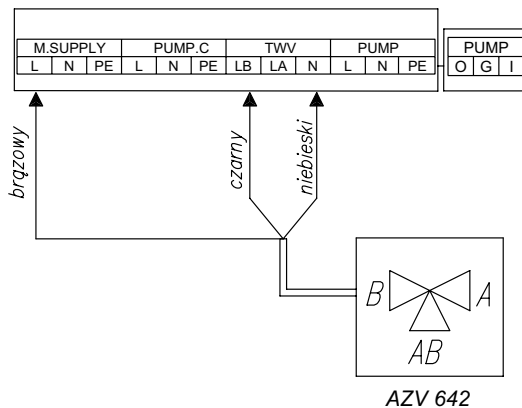 M.SUPPLY PUMP.C TWV PUMP PUMP
L N PE L N PE LB LA N L N PE O G I
brązowy
czarny
niebieski
B A
AB
AZV 642